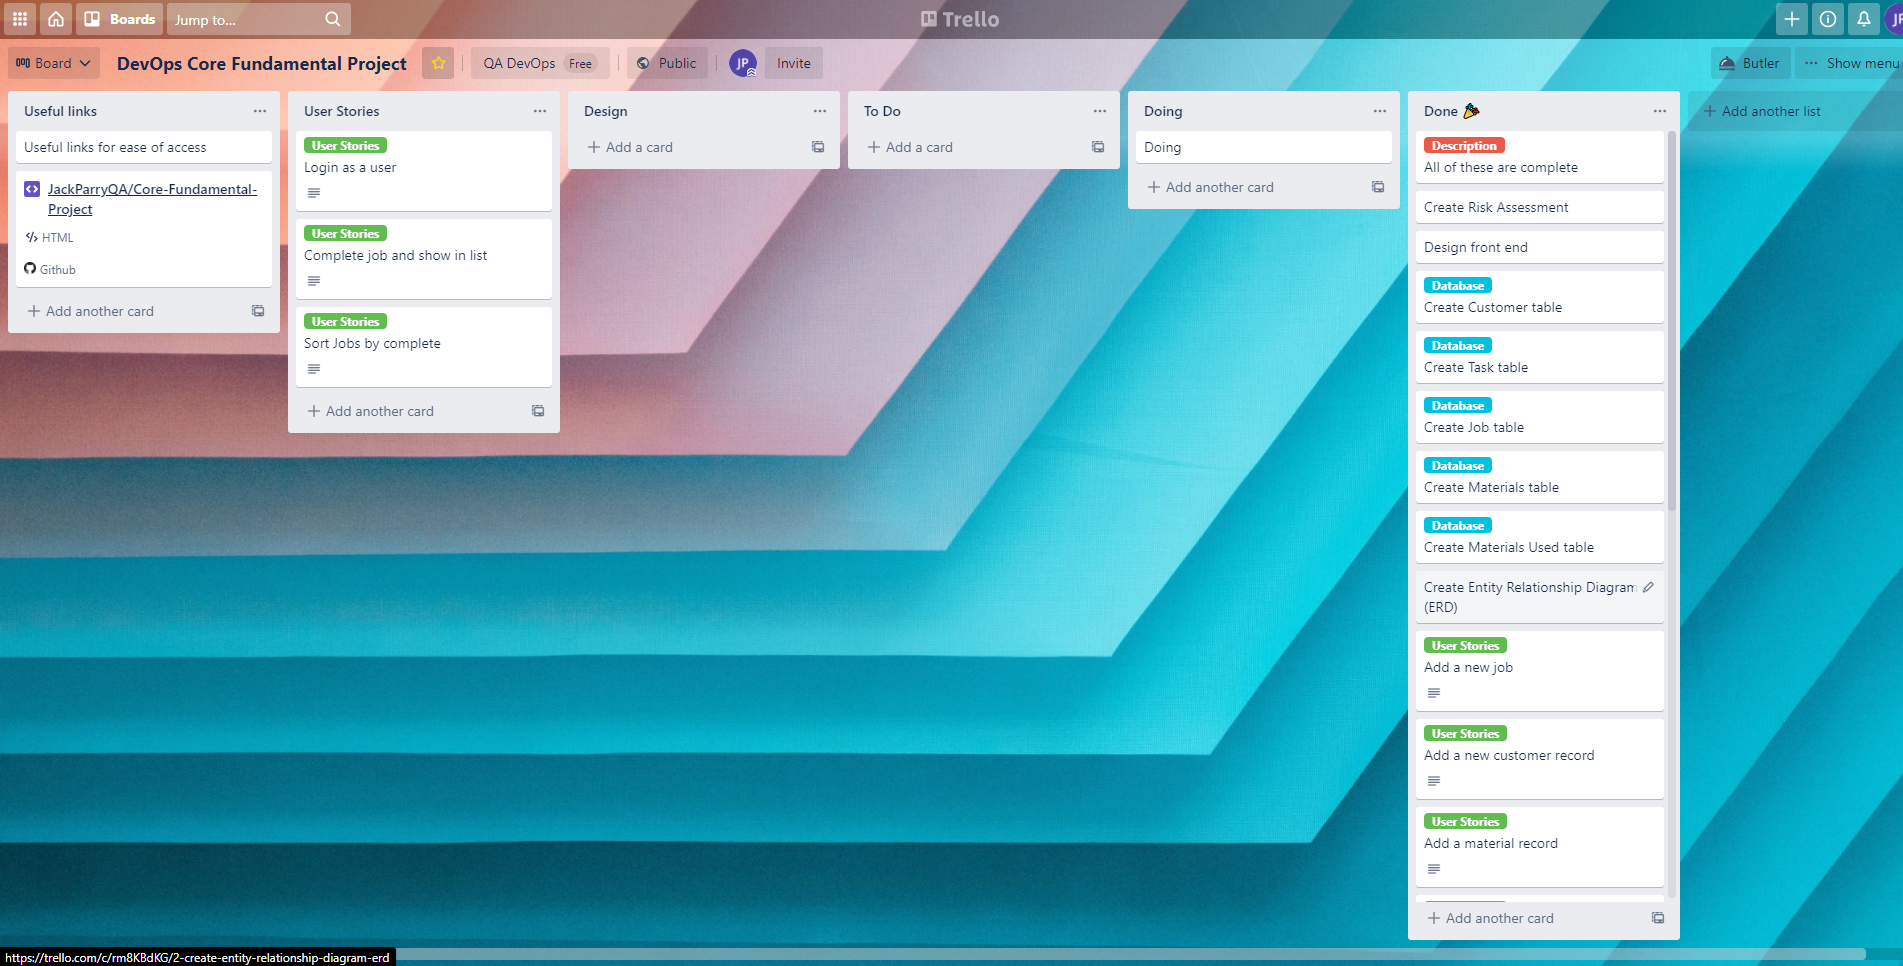 Boards
Jump to...
Trello
JP
Board
DevOps Core Fundamental Project
QA DevOps Free
Public
JP
Invite
Butler
Show menu
Useful links
Useful links for ease of access
JackParryQA/Core-Fundamental-
Project
HTML
Github
+ Add another card
User Stories
User Stories
Login as a user
User Stories
Complete job and show in list
User Stories
Sort Jobs by complete
+ Add another card
Design
+ Add a card
To Do
+ Add a card
Doing
Doing
+ Add another card
Done
Description
All of these are complete
Create Risk Assessment
Design front end
Database
Create Customer table
Database
Create Task table
Database
Create Job table
Database
Create Materials table
Database
Create Materials Used table
Create Entity Relationship Diagram
(ERD)
User Stories
Add a new job
User Stories
Add a new customer record
User Stories
Add a material record
+ Add another card
+ Add another list
https://trello.com/c/rm8KBdKG/2-create-entity-relationship-diagram-erd